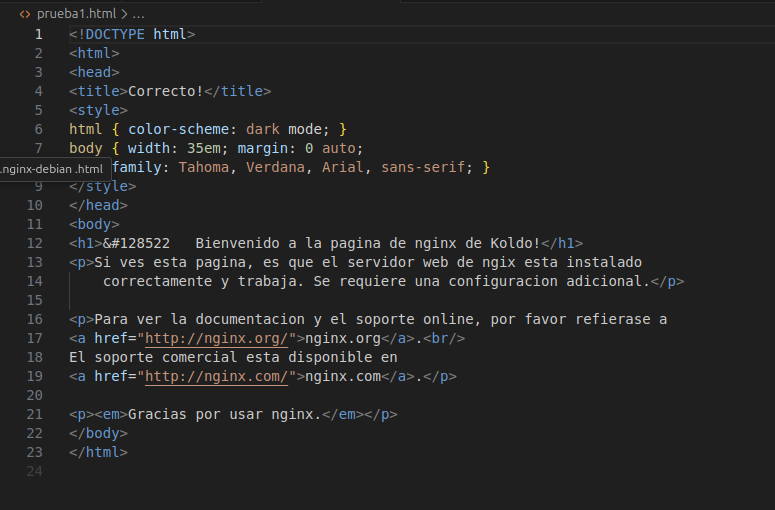 prueba1.html > ...
1 <!DOCTYPE html>
2 <html>
3 <head>
4 <title>Correcto!</title>
5 <style>
6 html { color-scheme: dark mode; }
7 body { width: 35em; margin: 0 auto;
.nginx-debian .html family: Tahoma, Verdana, Arial, sans-serif; }
9 </style>
10 </head>
11 <body>
12 <h1>&#128522   Bienvenido a la pagina de nginx de Koldo!</h1>
13 <p>Si ves esta pagina, es que el servidor web de ngix esta instalado
14     correctamente y trabaja. Se requiere una configuracion adicional.</p>
15
16 <p>Para ver la documentacion y el soporte online, por favor refierase a
17 <a href="http://nginx.org/">nginx.org</a>.<br/>
18 El soporte comercial esta disponible en
19 <a href="http://nginx.com/">nginx.com</a>.</p>
20
21 <p><em>Gracias por usar nginx.</em></p>
22 </body>
23 </html>
24